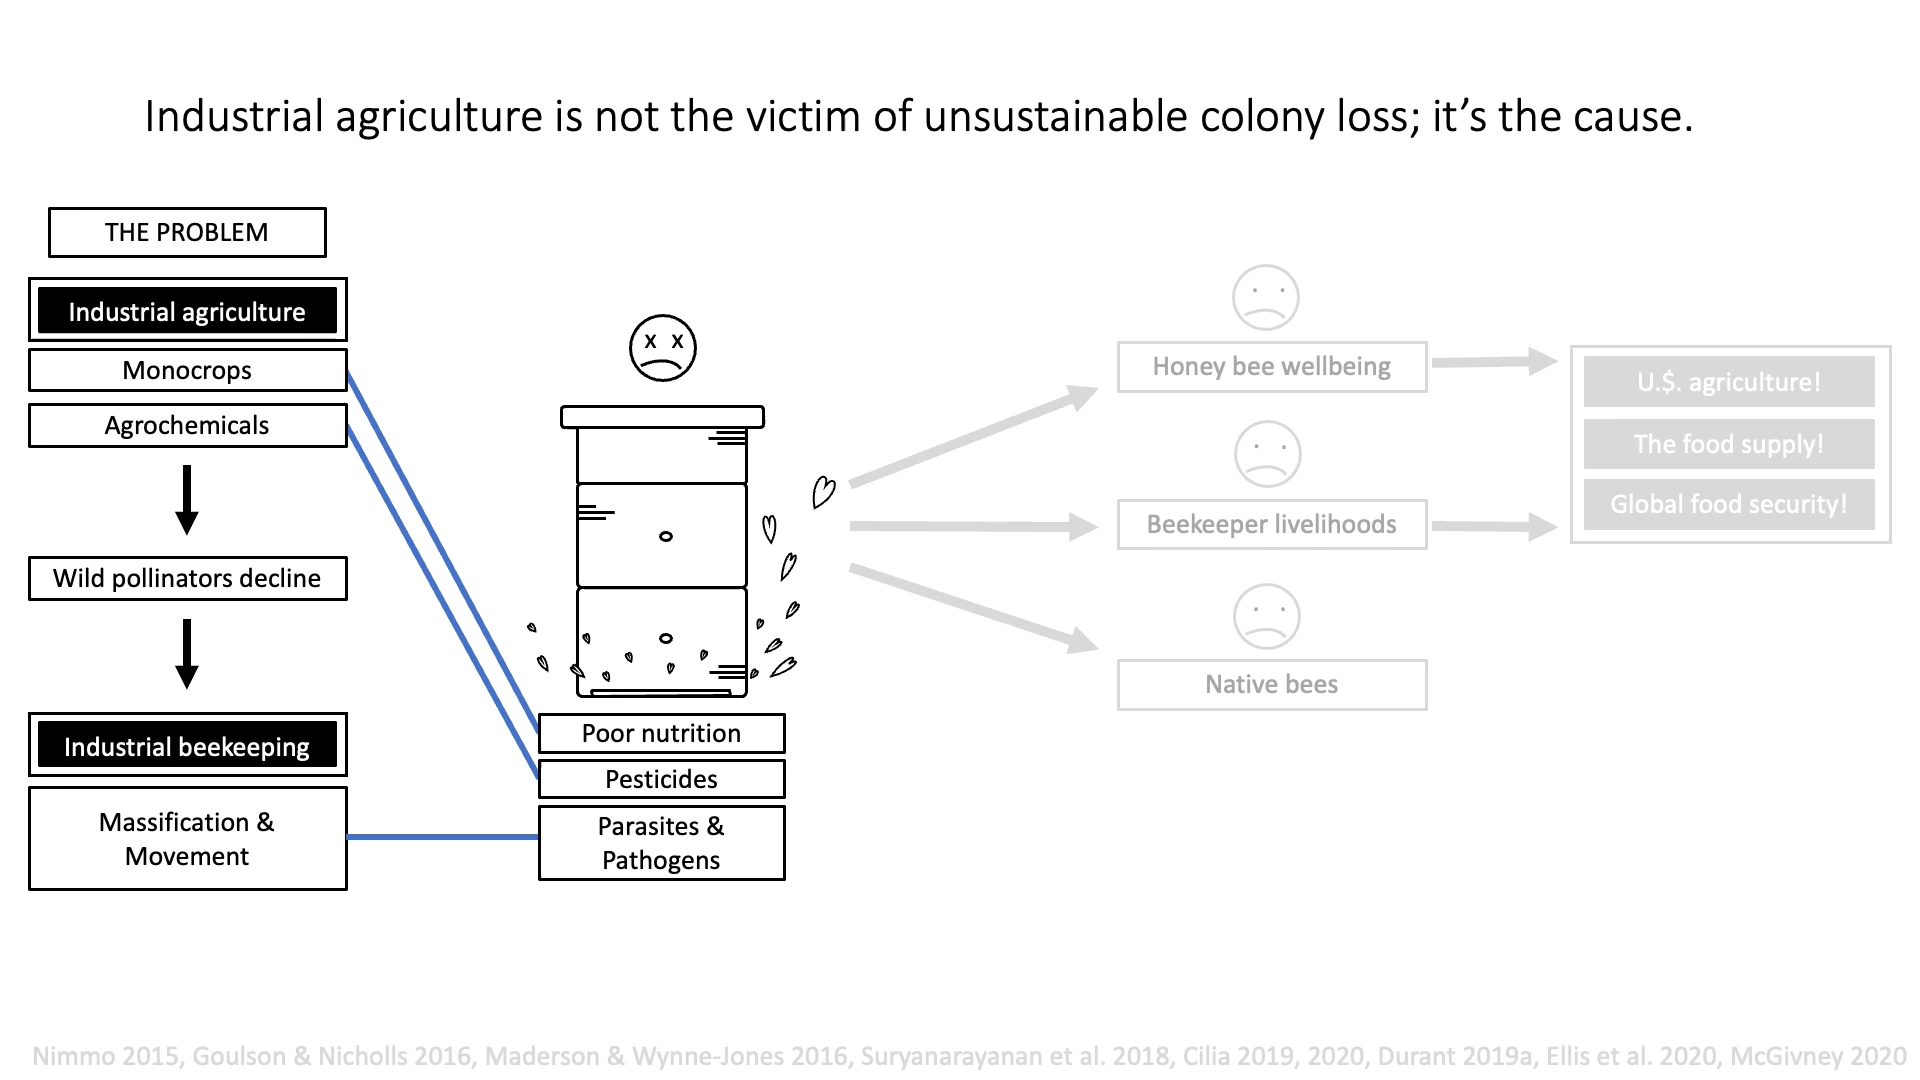 Industrial agriculture is not the victim of unsustainable colony loss; it's the cause.
THE PROBLEM
Industrial agriculture
Monocrops
Agrochemicals
Wild pollinators decline
Industrial beekeeping
Massification &
Movement
x x
Poor nutrition
Pesticides
Parasites &
Pathogens
Honey bee wellbeing
Beekeeper livelihoods
Native bees
U.$. agriculture!
The food supply!
Global food security!
Nimmo 2015, Goulson & Nicholls 2016, Maderson & Wynne-Jones 2016, Suryanarayanan et al. 2018, Cilia 2019, 2020, Durant 2019a, Ellis et al. 2020, McGivney 2020